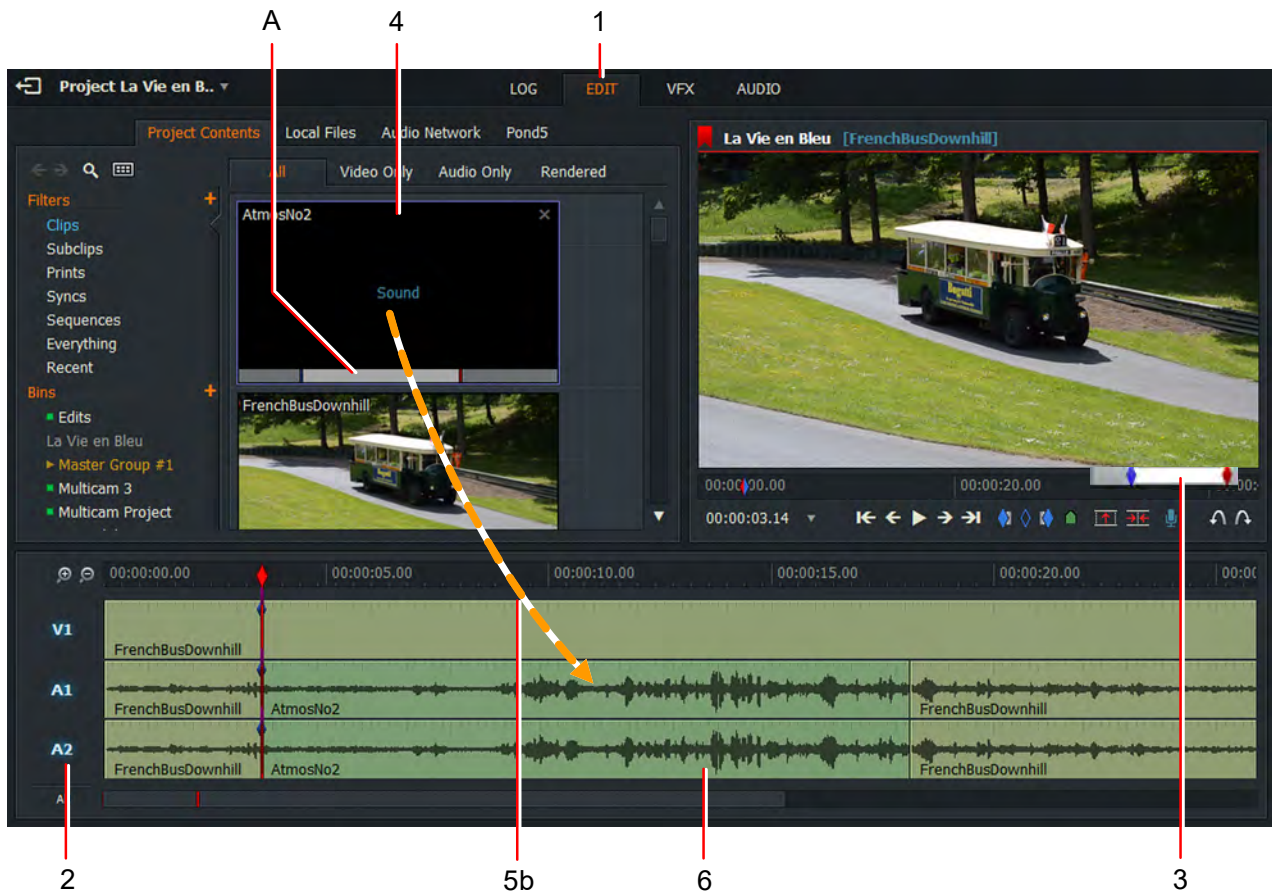 A 4 1
Project La Vie en B.. LOG EDIT VFX AUDIO
Project Contents Local Files Audio Network Pond5
La Vie en Bleu [FrenchBusDownhill]
All Video Only Audio Only Rendered
Filters +
Clips
Subclips
Prints
Syncs
Sequences
Everything
Recent
Bins +
Edits
La Vie en Bleu
Master Group #1
Multicam 3
Multicam Project
AtmosNo2
Sound
FrenchBusDownhill
Bugatti
00:00:20.00
00:00:03.14
00:00:00.00 00:00:05.00 00:00:10.00 00:00:15.00 00:00:20.00
V1
FrenchBusDownhill
A1
FrenchBusDownhill AtmosNo2 FrenchBusDownhill
A2
FrenchBusDownhill AtmosNo2 FrenchBusDownhill
2 5b 6 3